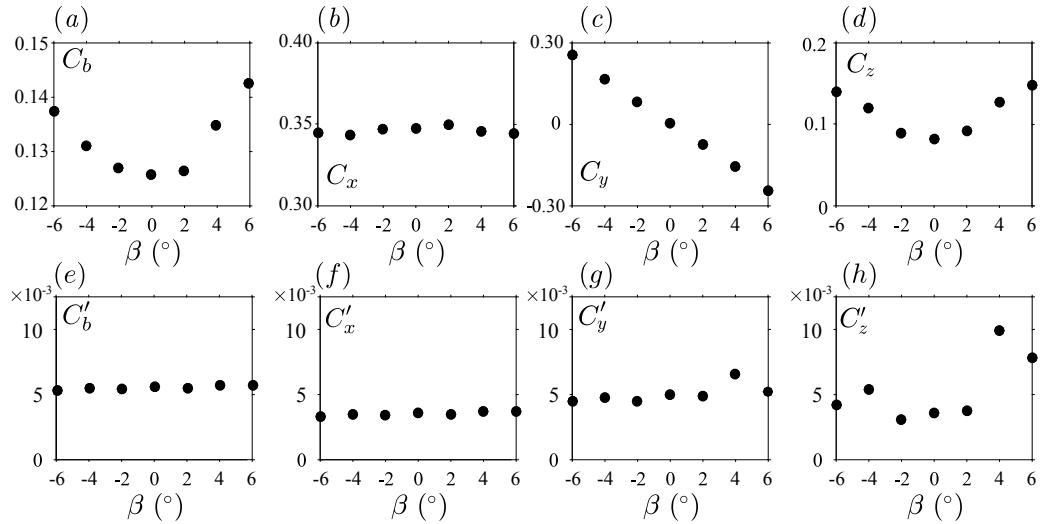 (a) (b) (c) (d)
0.15 0.40 0.30 0.2
C_b C_y C_z
0.14
0.35 0 0.1
0.13
C_x
0.12 0.30 -0.30 0
-6 -4 -2 0 2 4 6 -6 -4 -2 0 2 4 6 -6 -4 -2 0 2 4 6 -6 -4 -2 0 2 4 6
β (°) β (°) β (°) β (°)
(e) (f) (g) (h)
×10⁻³ ×10⁻³ ×10⁻³ ×10⁻³
C′_b C′_x C′_y C′_z
10 10 10 10
5 5 5 5
0 0 0 0
-6 -4 -2 0 2 4 6 -6 -4 -2 0 2 4 6 -6 -4 -2 0 2 4 6 -6 -4 -2 0 2 4 6
β (°) β (°) β (°) β (°)